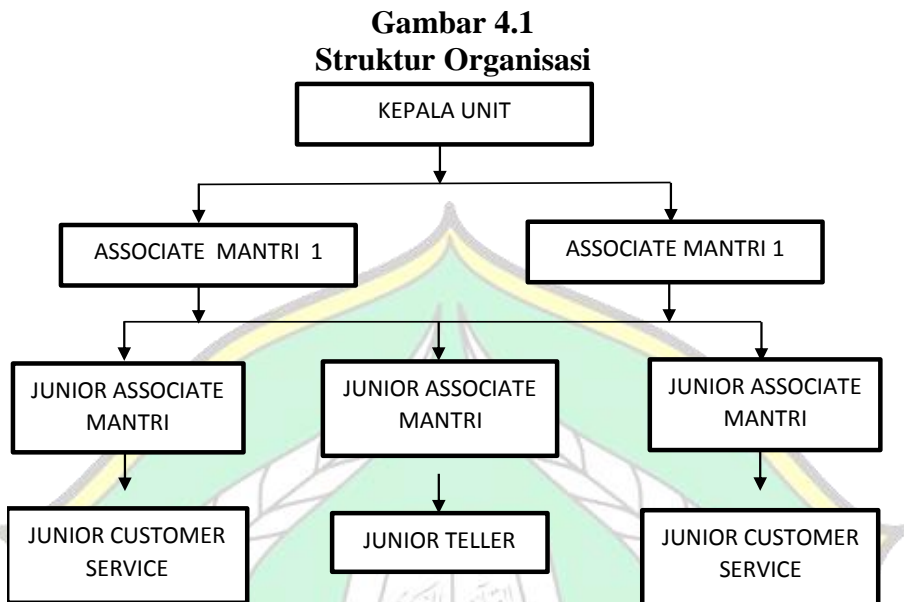 Gambar 4.1
Struktur Organisasi
KEPALA UNIT
ASSOCIATE MANTRI 1
ASSOCIATE MANTRI 1
JUNIOR ASSOCIATE
MANTRI
JUNIOR ASSOCIATE
MANTRI
JUNIOR ASSOCIATE
MANTRI
JUNIOR CUSTOMER
SERVICE
JUNIOR TELLER
JUNIOR CUSTOMER
SERVICE